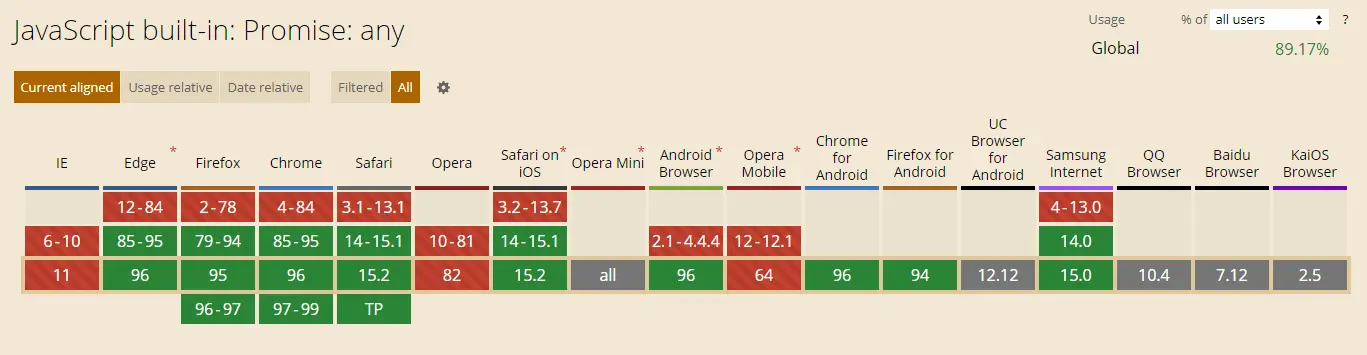 JavaScript built-in: Promise: any
Usage % of all users ?
Global 89.17%
Current aligned Usage relative Date relative Filtered All
IE Edge * Firefox Chrome Safari Opera Safari on iOS * Opera Mini * Android Browser * Opera Mobile * Chrome for Android Firefox for Android UC Browser for Android Samsung Internet QQ Browser Baidu Browser KaiOS Browser
12-84 2-78 4-84 3.1-13.1 3.2-13.7 4-13.0
6-10 85-95 79-94 85-95 14-15.1 10-81 14-15.1 2.1-4.4.4 12-12.1 14.0
11 96 95 96 15.2 82 15.2 all 96 64 96 94 12.12 15.0 10.4 7.12 2.5
96-97 97-99 TP